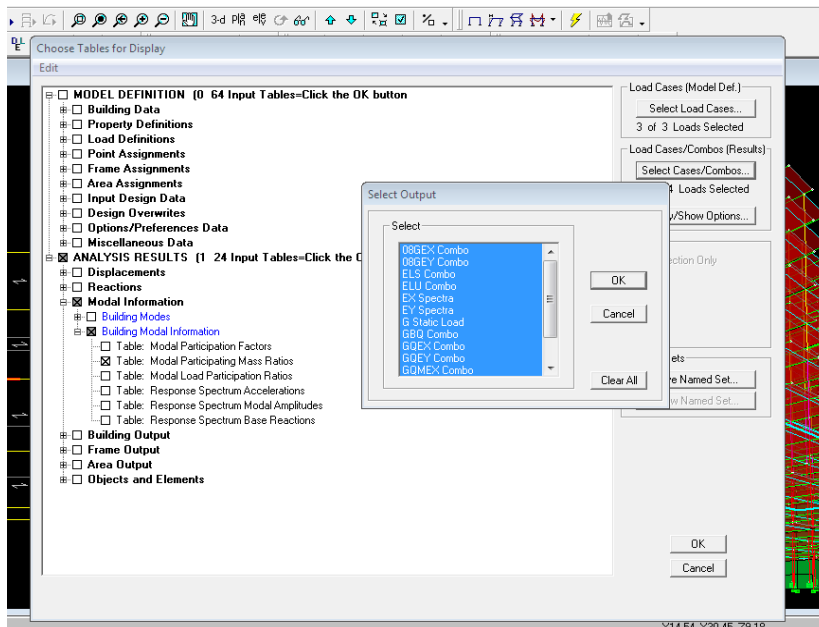 3-d
Choose Tables for Display
Edit
MODEL DEFINITION (0 64 Input Tables=Click the OK button
Building Data
Property Definitions
Load Definitions
Point Assignments
Frame Assignments
Area Assignments
Input Design Data
Design Overwrites
Options/Preferences Data
Miscellaneous Data
ANALYSIS RESULTS (1 24 Input Tables=Click the
Displacements
Reactions
Modal Information
Building Modes
Building Modal Information
Table: Modal Participation Factors
Table: Modal Participating Mass Ratios
Table: Modal Load Participation Ratios
Table: Response Spectrum Accelerations
Table: Response Spectrum Modal Amplitudes
Table: Response Spectrum Base Reactions
Building Output
Frame Output
Area Output
Objects and Elements
Load Cases (Model Def.)
Select Load Cases...
3 of 3 Loads Selected
Load Cases/Combos (Results)
Select Cases/Combos...
4 Loads Selected
/Show Options...
ection Only
ets
e Named Set...
w Named Set...
OK
Cancel
Select Output
Select
08GEX Combo
08GEY Combo
ELS Combo
ELU Combo
EX Spectra
EY Spectra
G Static Load
GBQ Combo
GQEX Combo
GQEY Combo
GQMEX Combo
OK
Cancel
Clear All